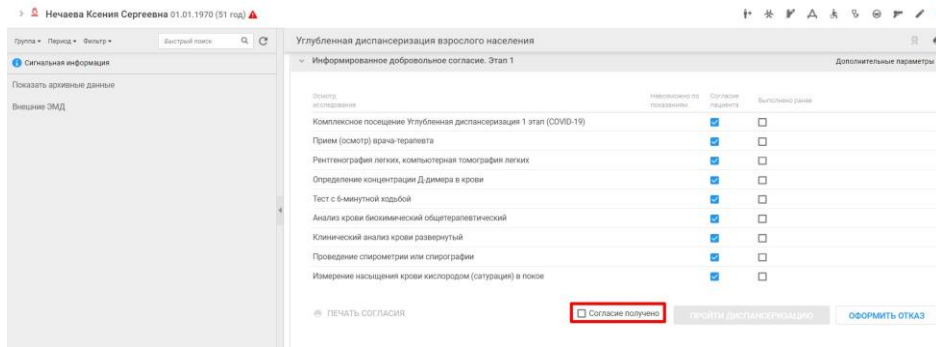 Нечаева Ксения Сергеевна 01.01.1970 (51 год)
Группа Период Фильтр Быстрый поиск
Сигнальная информация
Показать архивные данные
Внешние ЭМД
Углубленная диспансеризация взрослого населения
Информированное добровольное согласие. Этап 1 Дополнительные параметры
Осмотр, исследование Невозможно по показаниям Согласие пациента Выполнено ранее
Комплексное посещение Углубленная диспансеризация 1 этап (COVID-19)
Прием (осмотр) врача-терапевта
Рентгенография легких, компьютерная томография легких
Определение концентрации Д-димера в крови
Тест с 6-минутной ходьбой
Анализ крови биохимический общетерапевтический
Клинический анализ крови развернутый
Проведение спирометрии или спирографии
Измерение насыщения крови кислородом (сатурация) в покое
ПЕЧАТЬ СОГЛАСИЯ Согласие получено ПРОЙТИ ДИСПАНСЕРИЗАЦИЮ ОФОРМИТЬ ОТКАЗ